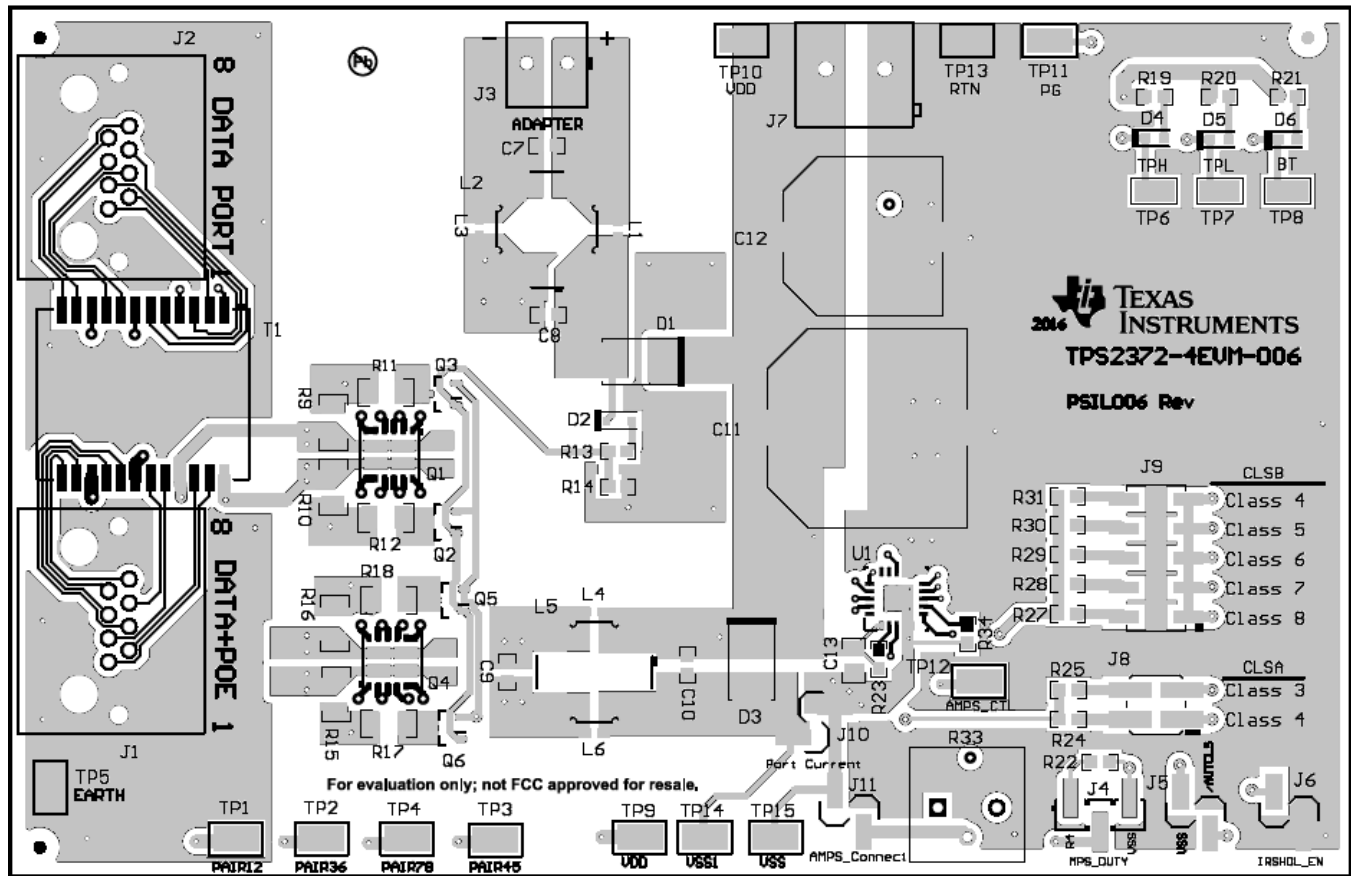 J2
8 DATA PORT 1
Pb
- +
J3
ADAPTER
C7
L2
L3
L1
C8
TP10
VDD
J7
TP13
RTN
TP11
PG
R19 R20 R21
D4 D5 D6
TPH TPL BT
TP6 TP7 TP8
C12
C11
2016
TEXAS
INSTRUMENTS
TPS2372-4EVM-006
PSIL006 Rev
T1
R11
Q3
R9
Q1
R10
R12
Q2
D1
D2
R13
R14
J9
CLSB
R31 Class 4
R30 Class 5
R29 Class 6
R28 Class 7
R27 Class 8
U1
R34
C13
R23
TP12
AMPS_CTL
J8
CLSA
R25 Class 3
Class 4
R24
8 DATA+POE 1
J1
R18
R16
Q5
Q4
R15
R17
Q6
L5
L4
C9
C10
L6
D3
J10
Port Current
J11
R33
R22
J4
J5
/AUTCLS
J6
TP5
EARTH
For evaluation only; not FCC approved for resale.
TP1 TP2 TP4 TP3
PAIR12 PAIR36 PAIR78 PAIR45
TP9 TP14 TP15
VDD VSS1 VSS
AMPS_Connect
R4
MPS_DUTY
VSS
VSS
IRSHDL_EN